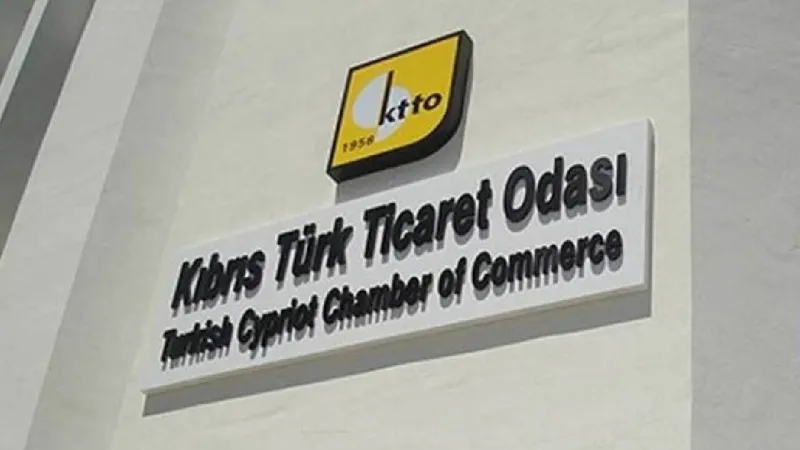 ktto
1958
Kıbrıs Türk Ticaret Odası
Turkish Cypriot Chamber of Commerce